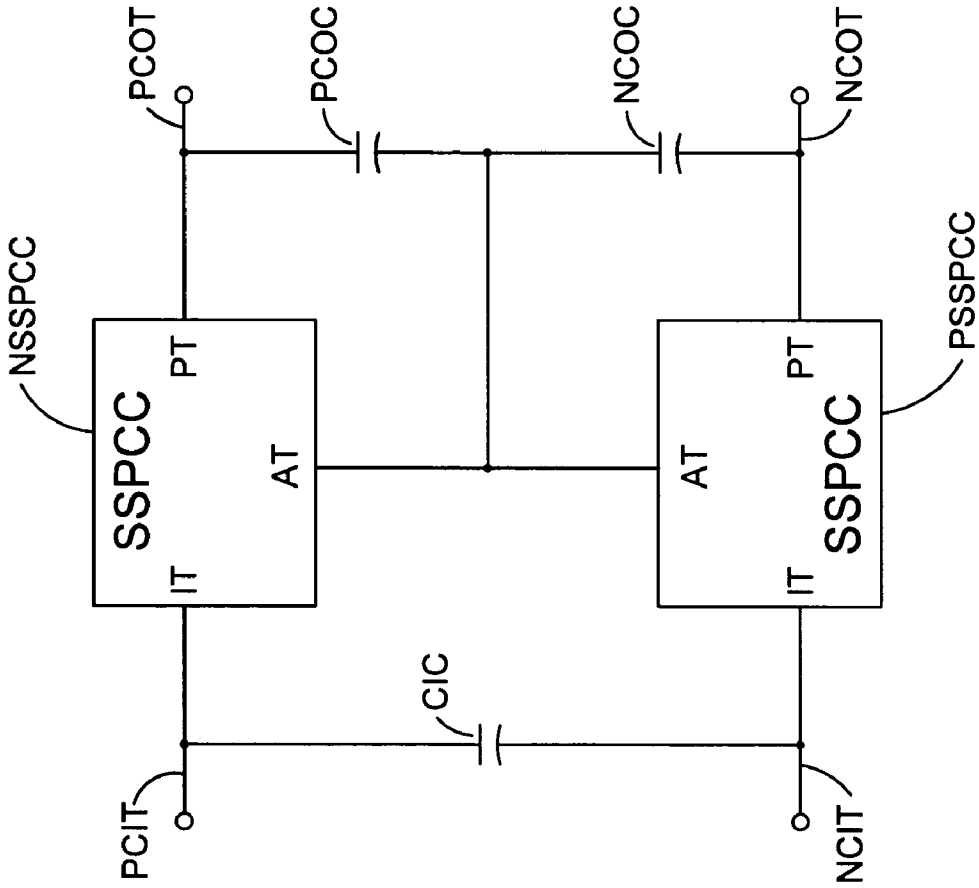 NSSPCC
PCOT
SSPCC
IT
PT
AT
PCIT
PCOC
CIC
NCOC
AT
IT
PT
SSPCC
NCIT
NCOT
PSSPCC